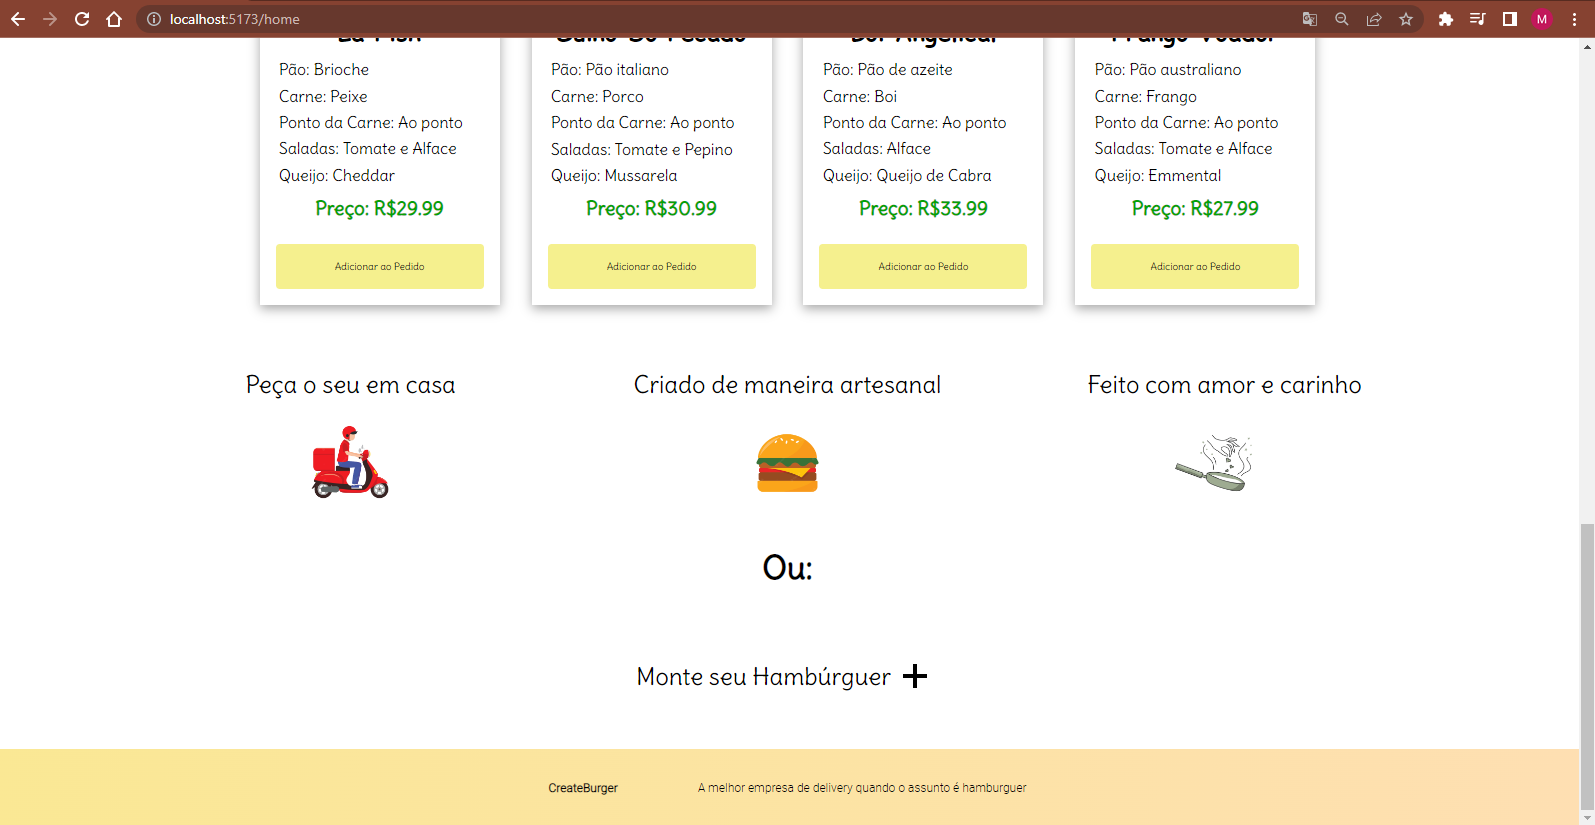 localhost:5173/home
M
Pão: Brioche
Carne: Peixe
Ponto da Carne: Ao ponto
Saladas: Tomate e Alface
Queijo: Cheddar
Preço: R$29.99
Adicionar ao Pedido
Pão: Pão italiano
Carne: Porco
Ponto da Carne: Ao ponto
Saladas: Tomate e Pepino
Queijo: Mussarela
Preço: R$30.99
Adicionar ao Pedido
Pão: Pão de azeite
Carne: Boi
Ponto da Carne: Ao ponto
Saladas: Alface
Queijo: Queijo de Cabra
Preço: R$33.99
Adicionar ao Pedido
Pão: Pão australiano
Carne: Frango
Ponto da Carne: Ao ponto
Saladas: Tomate e Alface
Queijo: Emmental
Preço: R$27.99
Adicionar ao Pedido
Peça o seu em casa
Criado de maneira artesanal
Feito com amor e carinho
Ou:
Monte seu Hambúrguer
CreateBurger
A melhor empresa de delivery quando o assunto é hamburguer